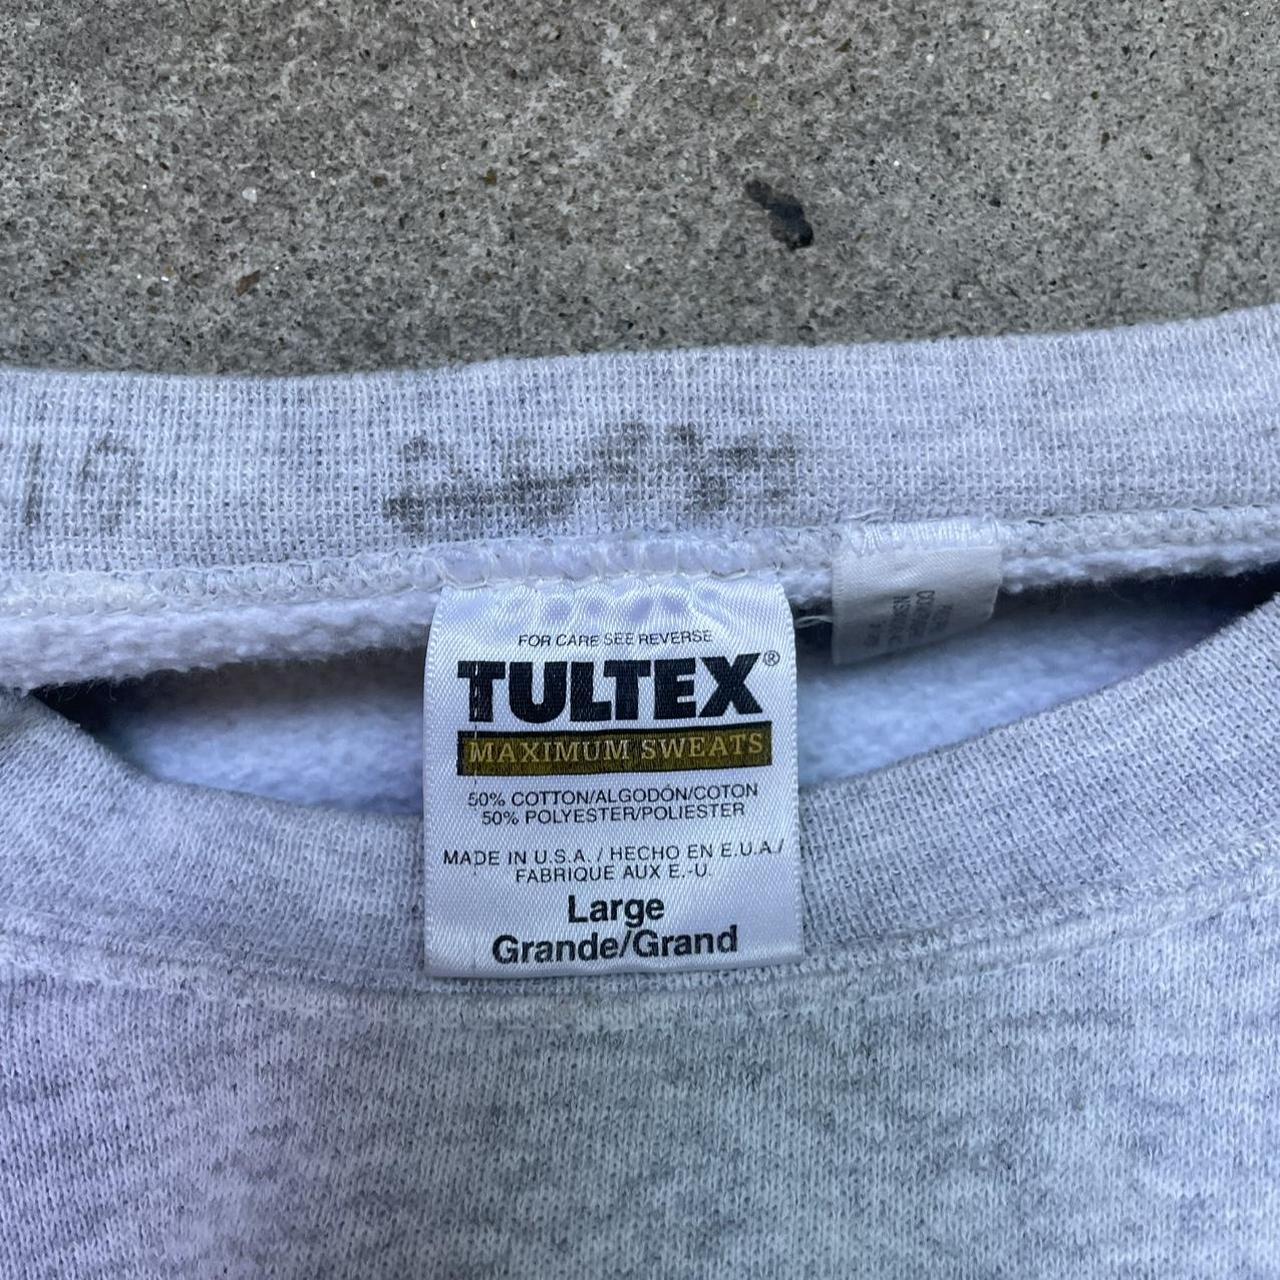 FOR CARE SEE REVERSE
TULTEX®
MAXIMUM SWEATS
50% COTTON/ALGODÓN/COTON
50% POLYESTER/POLIESTER
MADE IN U.S.A. / HECHO EN E.U.A./
FABRIQUE AUX E.-U.
Large
Grande/Grand